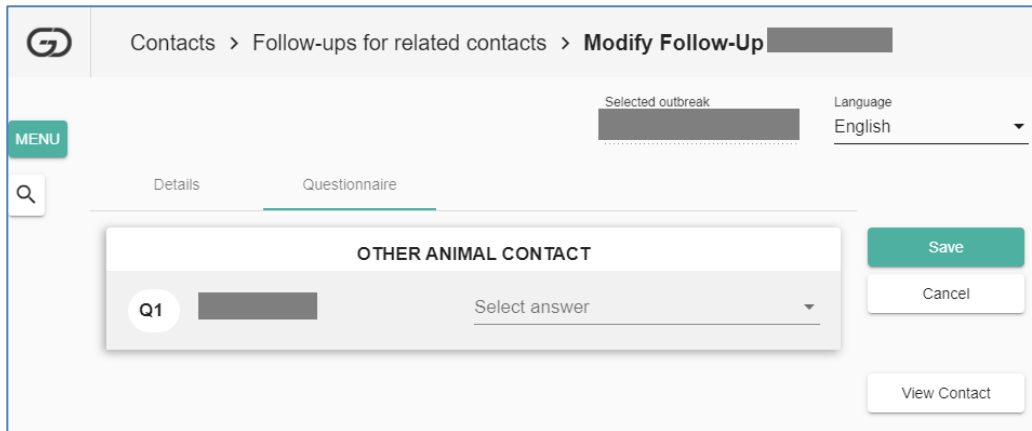 Contacts > Follow-ups for related contacts > Modify Follow-Up
Selected outbreak
Language
English
MENU
Details
Questionnaire
OTHER ANIMAL CONTACT
Save
Q1
Select answer
Cancel
View Contact